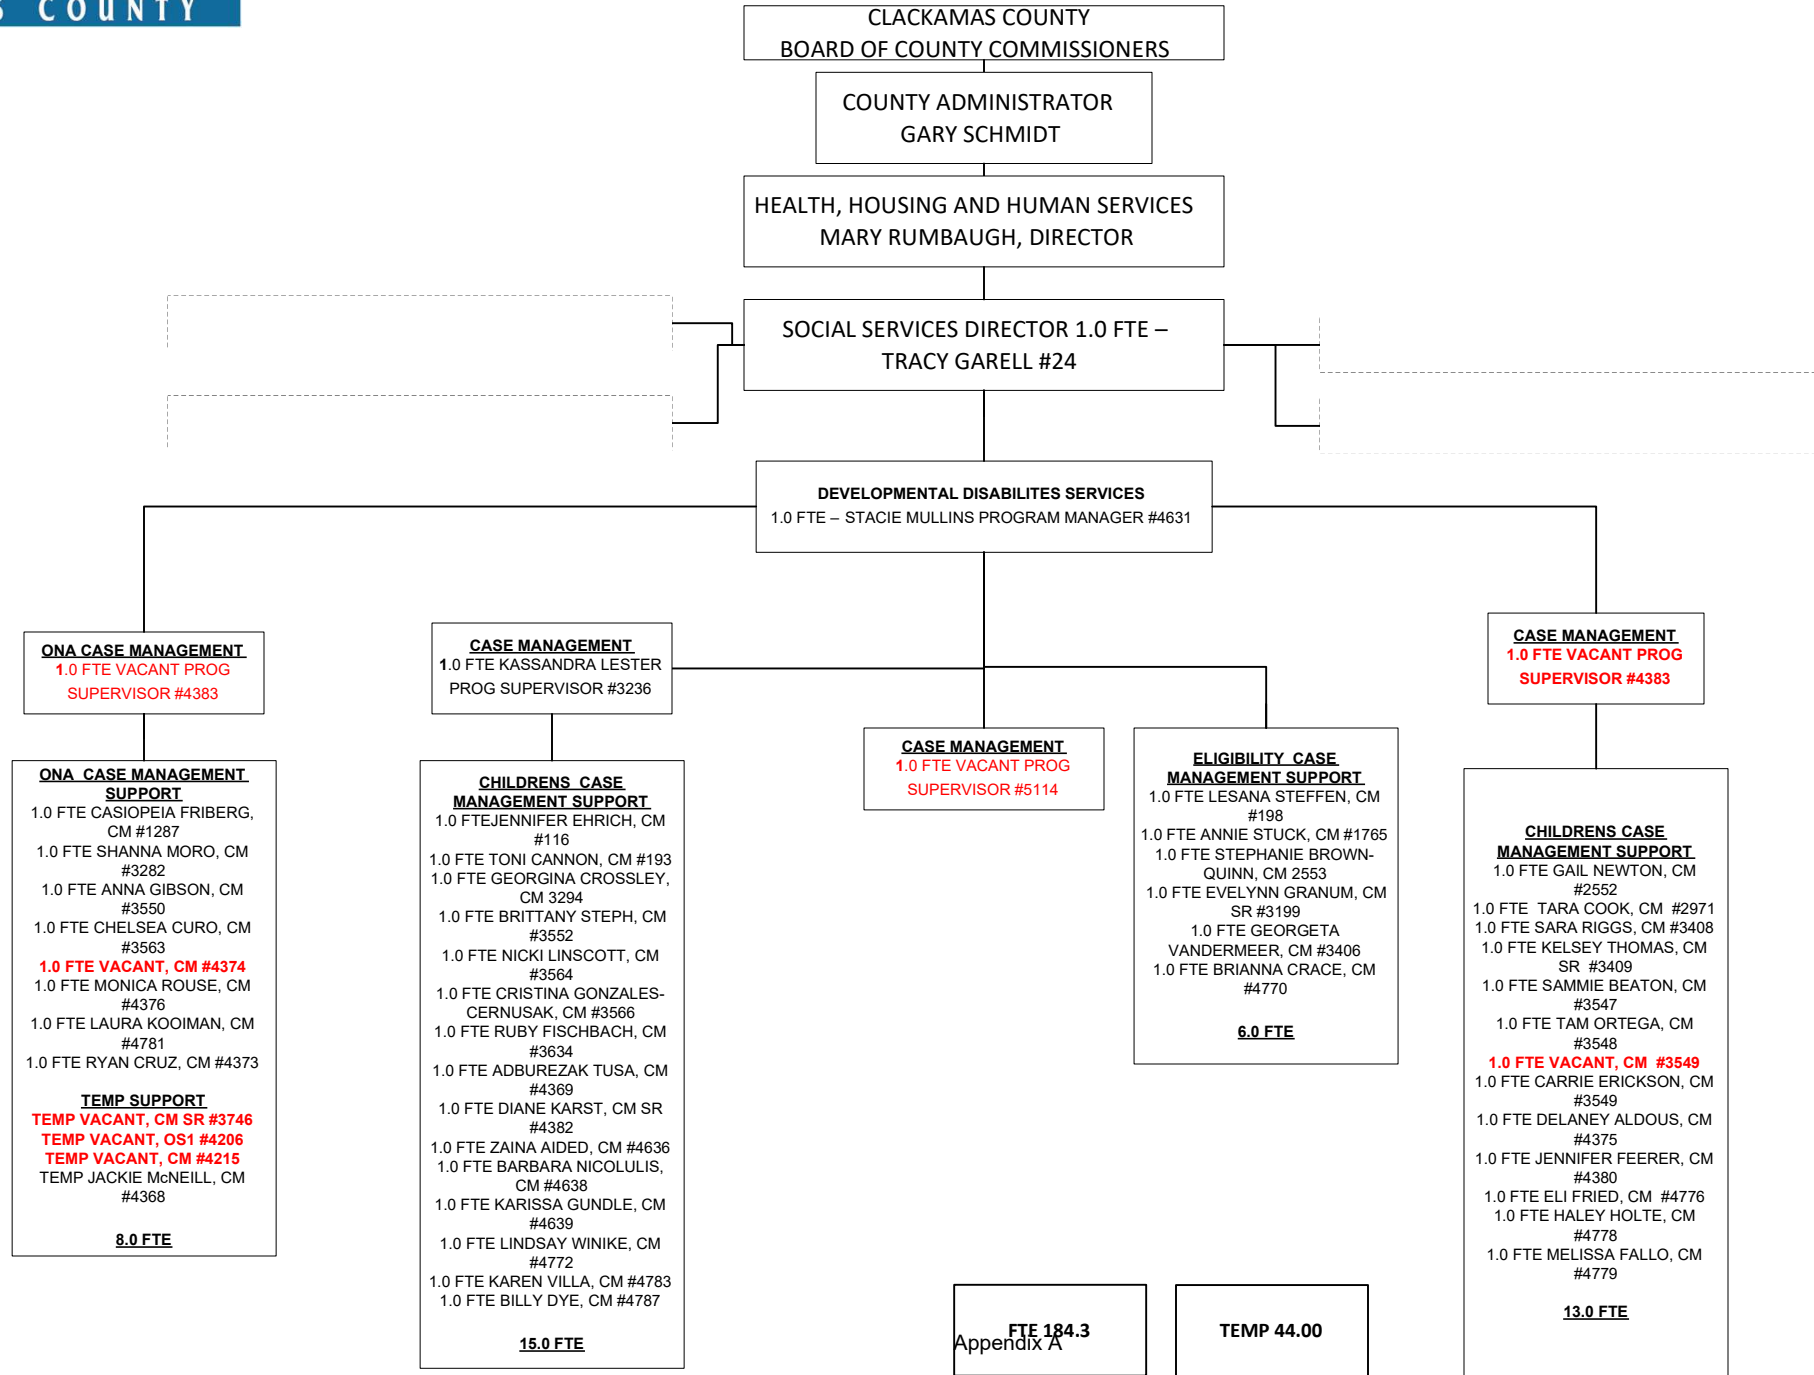 S COUNTY
CLACKAMAS COUNTY
BOARD OF COUNTY COMMISSIONERS
COUNTY ADMINISTRATOR
GARY SCHMIDT
HEALTH, HOUSING AND HUMAN SERVICES
MARY RUMBAUGH, DIRECTOR
SOCIAL SERVICES DIRECTOR 1.0 FTE –
TRACY GARELL #24
DEVELOPMENTAL DISABILITES SERVICES
1.0 FTE – STACIE MULLINS PROGRAM MANAGER #4631
ONA CASE MANAGEMENT
1.0 FTE VACANT PROG
SUPERVISOR #4383
CASE MANAGEMENT
1.0 FTE KASSANDRA LESTER
PROG SUPERVISOR #3236
CASE MANAGEMENT
1.0 FTE VACANT PROG
SUPERVISOR #5114
CASE MANAGEMENT
1.0 FTE VACANT PROG
SUPERVISOR #4383
ONA  CASE MANAGEMENT
SUPPORT
1.0 FTE CASIOPEIA FRIBERG,
CM #1287
1.0 FTE SHANNA MORO, CM
#3282
1.0 FTE ANNA GIBSON, CM
#3550
1.0 FTE CHELSEA CURO, CM
#3563
1.0 FTE VACANT, CM #4374
1.0 FTE MONICA ROUSE, CM
#4376
1.0 FTE LAURA KOOIMAN, CM
#4781
1.0 FTE RYAN CRUZ, CM #4373
TEMP SUPPORT
TEMP VACANT, CM SR #3746
TEMP VACANT, OS1 #4206
TEMP VACANT, CM #4215
TEMP JACKIE McNEILL, CM
#4368
8.0 FTE
CHILDRENS  CASE
MANAGEMENT SUPPORT
1.0 FTEJENNIFER EHRICH, CM
#116
1.0 FTE TONI CANNON, CM #193
1.0 FTE GEORGINA CROSSLEY,
CM 3294
1.0 FTE BRITTANY STEPH, CM
#3552
1.0 FTE NICKI LINSCOTT, CM
#3564
1.0 FTE CRISTINA GONZALES-
CERNUSAK, CM #3566
1.0 FTE RUBY FISCHBACH, CM
#3634
1.0 FTE ADBUREZAK TUSA, CM
#4369
1.0 FTE DIANE KARST, CM SR
#4382
1.0 FTE ZAINA AIDED, CM #4636
1.0 FTE BARBARA NICOLULIS,
CM #4638
1.0 FTE KARISSA GUNDLE, CM
#4639
1.0 FTE LINDSAY WINIKE, CM
#4772
1.0 FTE KAREN VILLA, CM #4783
1.0 FTE BILLY DYE, CM #4787
15.0 FTE
ELIGIBILITY  CASE
MANAGEMENT SUPPORT
1.0 FTE LESANA STEFFEN, CM
#198
1.0 FTE ANNIE STUCK, CM #1765
1.0 FTE STEPHANIE BROWN-
QUINN, CM 2553
1.0 FTE EVELYNN GRANUM, CM
SR #3199
1.0 FTE GEORGETA
VANDERMEER, CM #3406
1.0 FTE BRIANNA CRACE, CM
#4770
6.0 FTE
CHILDRENS CASE
MANAGEMENT SUPPORT
1.0 FTE GAIL NEWTON, CM
#2552
1.0 FTE  TARA COOK, CM  #2971
1.0 FTE SARA RIGGS, CM #3408
1.0 FTE KELSEY THOMAS, CM
SR  #3409
1.0 FTE SAMMIE BEATON, CM
#3547
1.0 FTE TAM ORTEGA, CM
#3548
1.0 FTE VACANT, CM  #3549
1.0 FTE CARRIE ERICKSON, CM
#3549
1.0 FTE DELANEY ALDOUS, CM
#4375
1.0 FTE JENNIFER FEERER, CM
#4380
1.0 FTE ELI FRIED, CM  #4776
1.0 FTE HALEY HOLTE, CM
#4778
1.0 FTE MELISSA FALLO, CM
#4779
13.0 FTE
FTE 184.3
TEMP 44.00
Appendix A